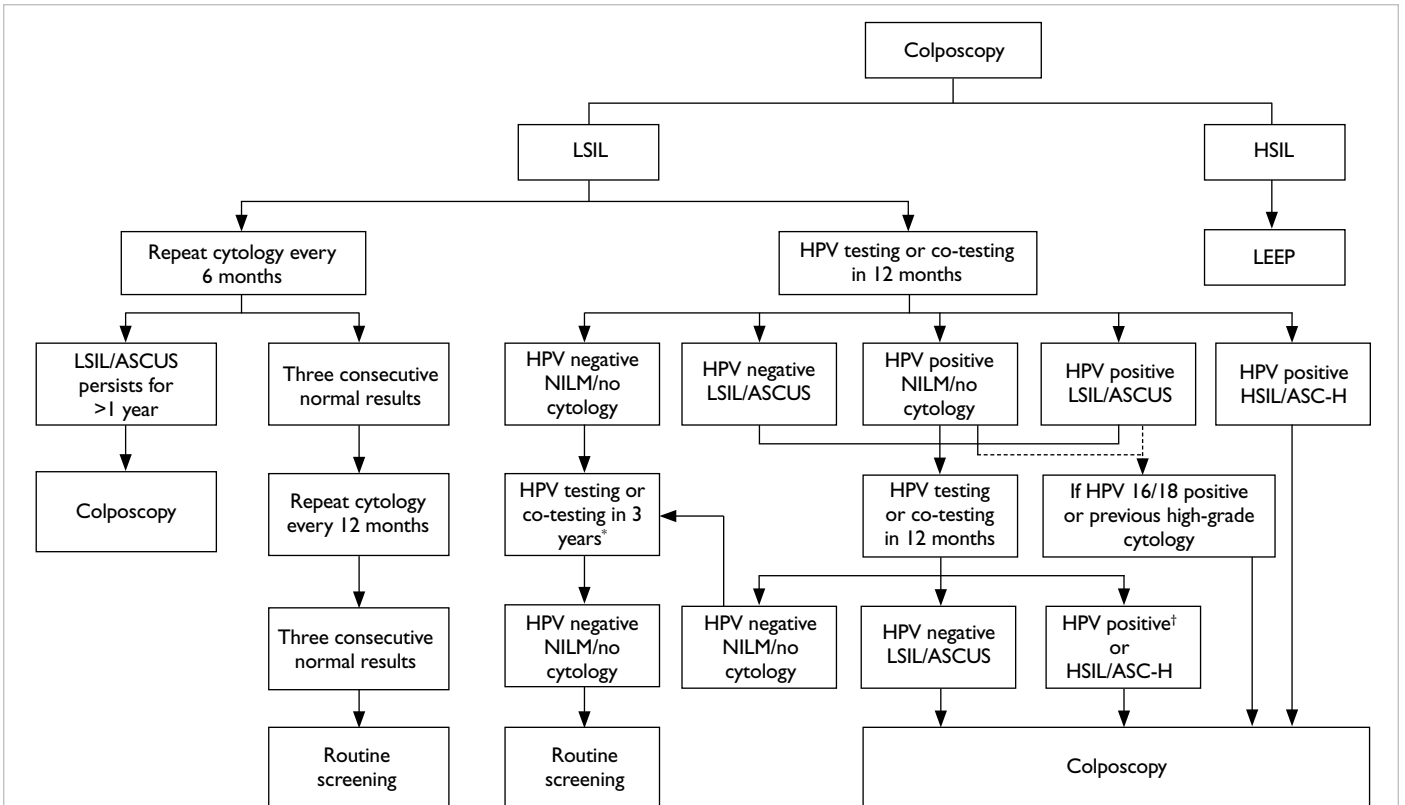 Colposcopy
LSIL
HSIL
Repeat cytology every
6 months
HPV testing or co-testing
in 12 months
LEEP
LSIL/ASCUS
persists for
>1 year
Three consecutive
normal results
HPV negative
NILM/no
cytology
HPV negative
LSIL/ASCUS
HPV positive
NILM/no
cytology
HPV positive
LSIL/ASCUS
HPV positive
HSIL/ASC-H
Colposcopy
Repeat cytology
every 12 months
HPV testing or
co-testing in 3
years*
HPV testing
or co-testing
in 12 months
If HPV 16/18 positive
or previous high-grade
cytology
Three consecutive
normal results
HPV negative
NILM/no
cytology
HPV negative
NILM/no
cytology
HPV negative
LSIL/ASCUS
HPV positive†
or
HSIL/ASC-H
Routine
screening
Routine
screening
Colposcopy